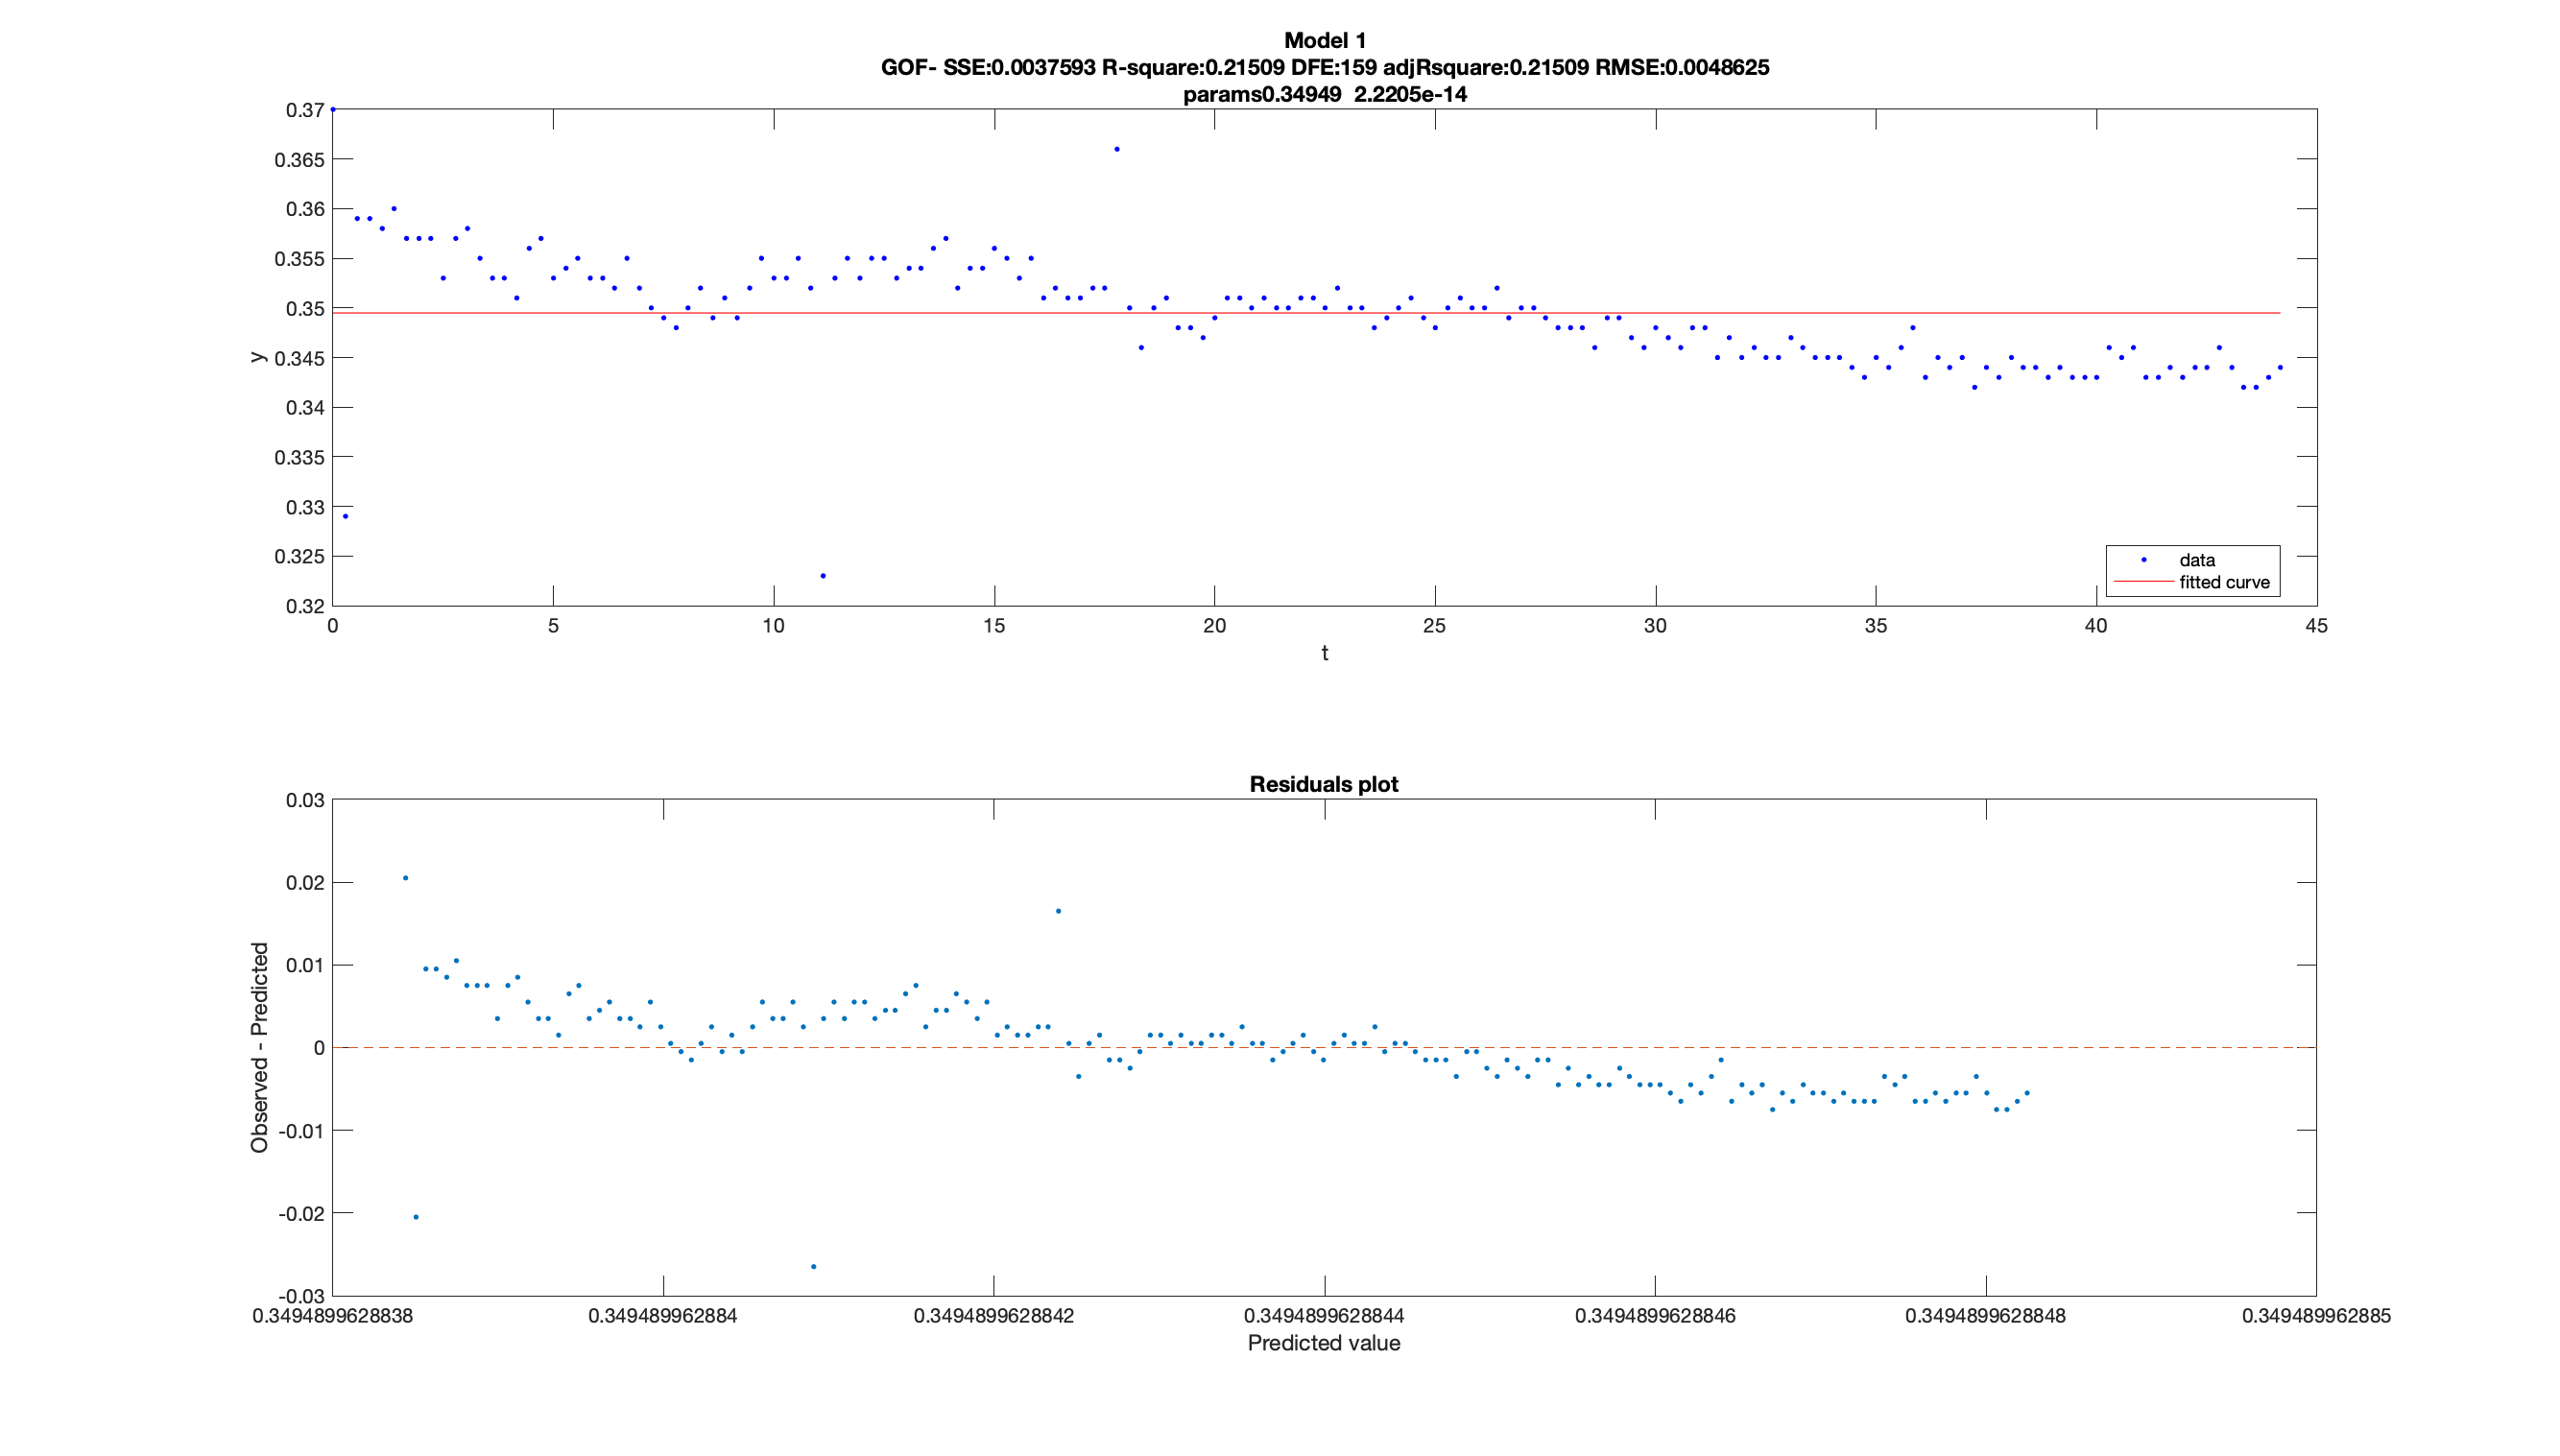 Model 1
GOF- SSE:0.0037593 R-square:0.21509 DFE:159 adjRsquare:0.21509 RMSE:0.0048625
params0.34949  2.2205e-14
0.37
0.365
0.36
0.355
0.35
0.345
0.34
0.335
0.33
0.325
0.32
y
data
fitted curve
0 5 10 15 20 25 30 35 40 45
t
Residuals plot
0.03
0.02
0.01
0
-0.01
-0.02
-0.03
Observed - Predicted
0.3494899628838 0.349489962884 0.3494899628842 0.3494899628844 0.3494899628846 0.3494899628848 0.349489962885
Predicted value